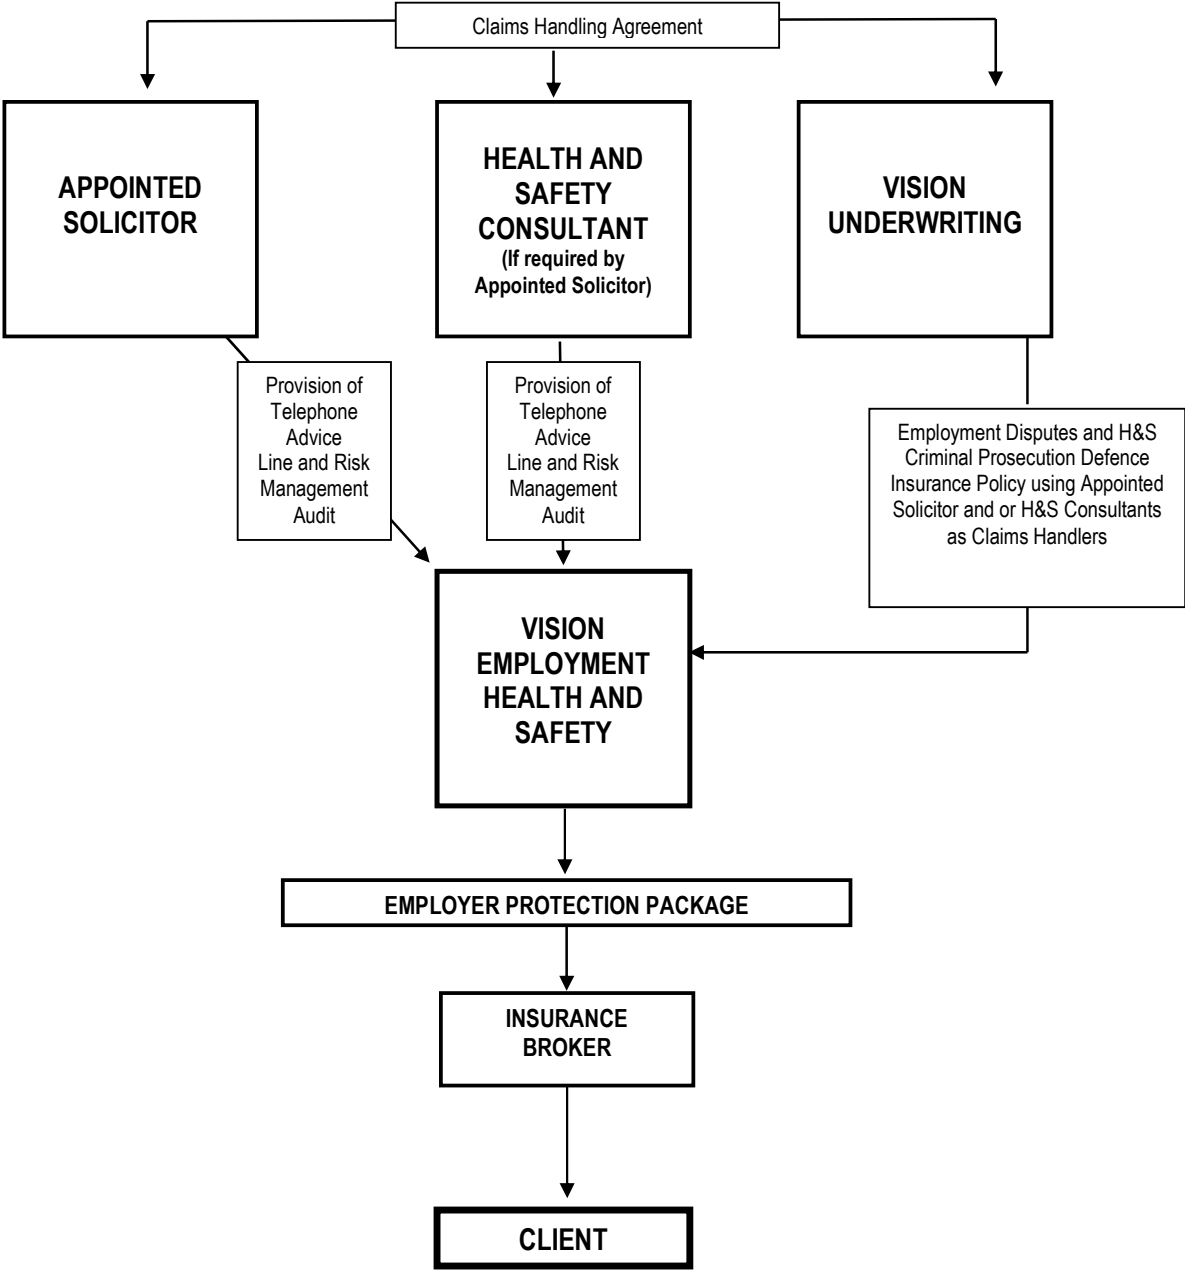 Claims Handling Agreement
APPOINTED
SOLICITOR
HEALTH AND
SAFETY
CONSULTANT
(If required by
Appointed Solicitor)
VISION
UNDERWRITING
Provision of
Telephone
Advice
Line and Risk
Management
Audit
Provision of
Telephone
Advice
Line and Risk
Management
Audit
Employment Disputes and H&S
Criminal Prosecution Defence
Insurance Policy using Appointed
Solicitor and or H&S Consultants
as Claims Handlers
VISION
EMPLOYMENT
HEALTH AND
SAFETY
EMPLOYER PROTECTION PACKAGE
INSURANCE
BROKER
CLIENT